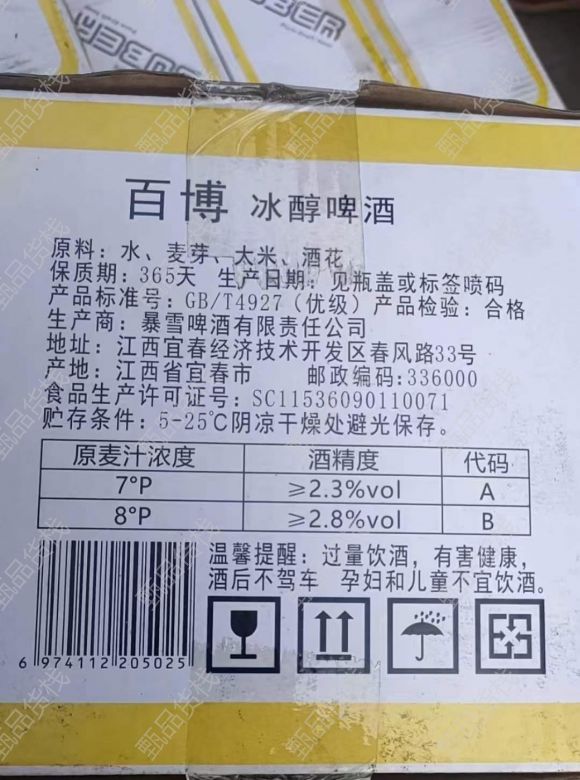 百博 冰醇啤酒
原料：水、麦芽、大米、酒花
保质期：365天 生产日期：见瓶盖或标签喷码
产品标准号：GB/T4927（优级）产品检验：合格
生产商：暴雪啤酒有限责任公司
地址：江西宜春经济技术开发区春风路33号
产地：江西省宜春市 邮政编码:336000
食品生产许可证号：SC11536090110071
贮存条件：5-25℃阴凉干燥处避光保存。
原麦汁浓度 酒精度 代码
7°P ≥2.3%vol A
8°P ≥2.8%vol B
温馨提醒：过量饮酒，有害健康，
酒后不驾车 孕妇和儿童不宜饮酒。
6 974112 205025
甄品货栈